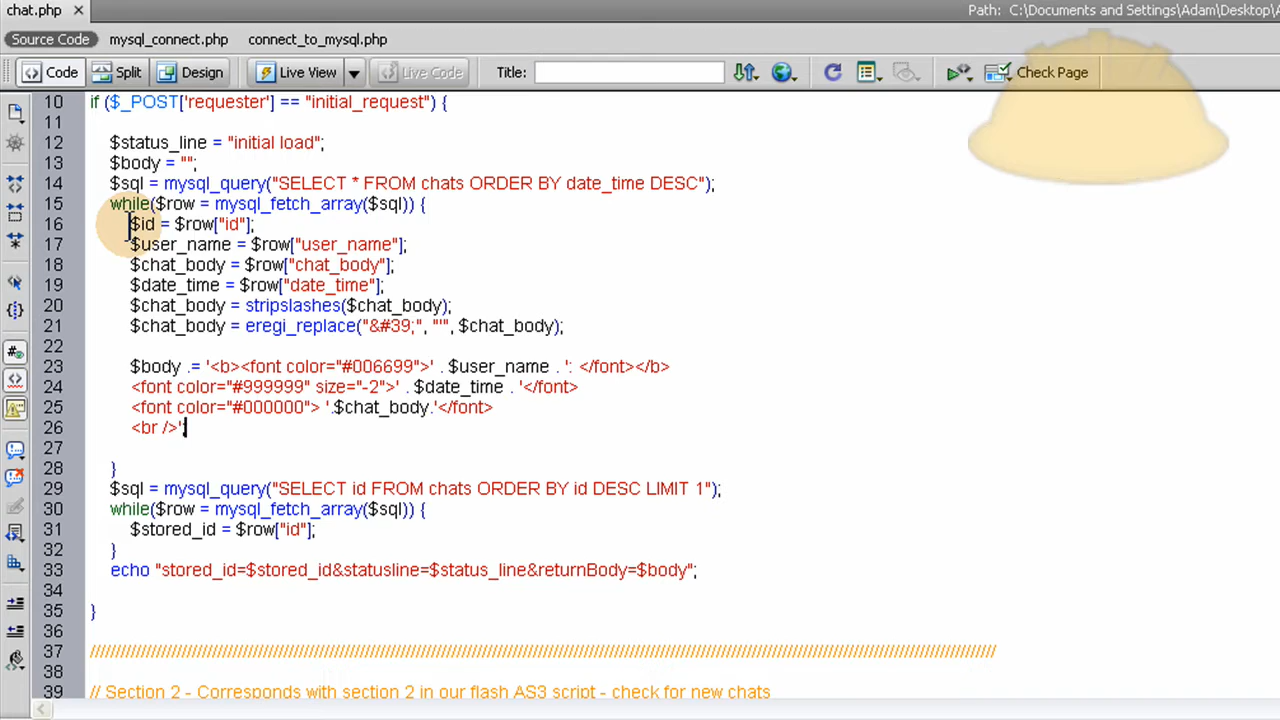 chat.php ×
Path: C:\Documents and Settings\Adam\Desktop\
Source Code mysql_connect.php connect_to_mysql.php
Code Split Design Live View Live Code Title: Check Page
10 if ($_POST['requester'] == "initial_request") {
11
12 $status_line = "initial load";
13 $body = "";
14 $sql = mysql_query("SELECT * FROM chats ORDER BY date_time DESC");
15 while($row = mysql_fetch_array($sql)) {
16 $id = $row["id"];
17 $user_name = $row["user_name"];
18 $chat_body = $row["chat_body"];
19 $date_time = $row["date_time"];
20 $chat_body = stripslashes($chat_body);
21 $chat_body = eregi_replace("&#39;", "'", $chat_body);
22
23 $body .= '<b><font color="#006699">' . $user_name . ': </font></b>
24 <font color="#999999" size="-2">' . $date_time . '</font>
25 <font color="#000000"> '.$chat_body.'</font>
26 <br />';
27
28 }
29 $sql = mysql_query("SELECT id FROM chats ORDER BY id DESC LIMIT 1");
30 while($row = mysql_fetch_array($sql)) {
31 $stored_id = $row["id"];
32 }
33 echo "stored_id=$stored_id&statusline=$status_line&returnBody=$body";
34
35 }
36
37 //////////////////////////////////////////////////////////////////////////////////////////////////////////////////////////////////////////////////////////////////
38
39 // Section 2 - Corresponds with section 2 in our flash AS3 script - check for new chats